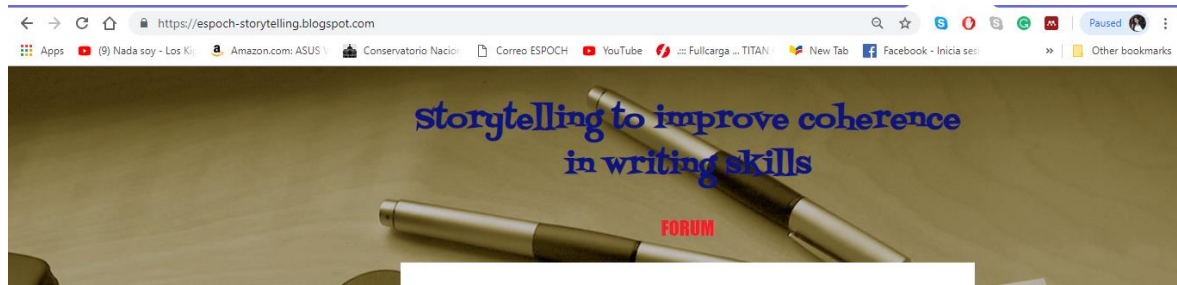 https://espoch-storytelling.blogspot.com
Paused
Apps
(9) Nada soy - Los Ki
Amazon.com: ASUS
Conservatorio Nacio
Correo ESPOCH
YouTube
.::: Fullcarga ... TITAN
New Tab
Facebook - Inicia ses
»
Other bookmarks
Storytelling to improve coherence
in writing skills
FORUM